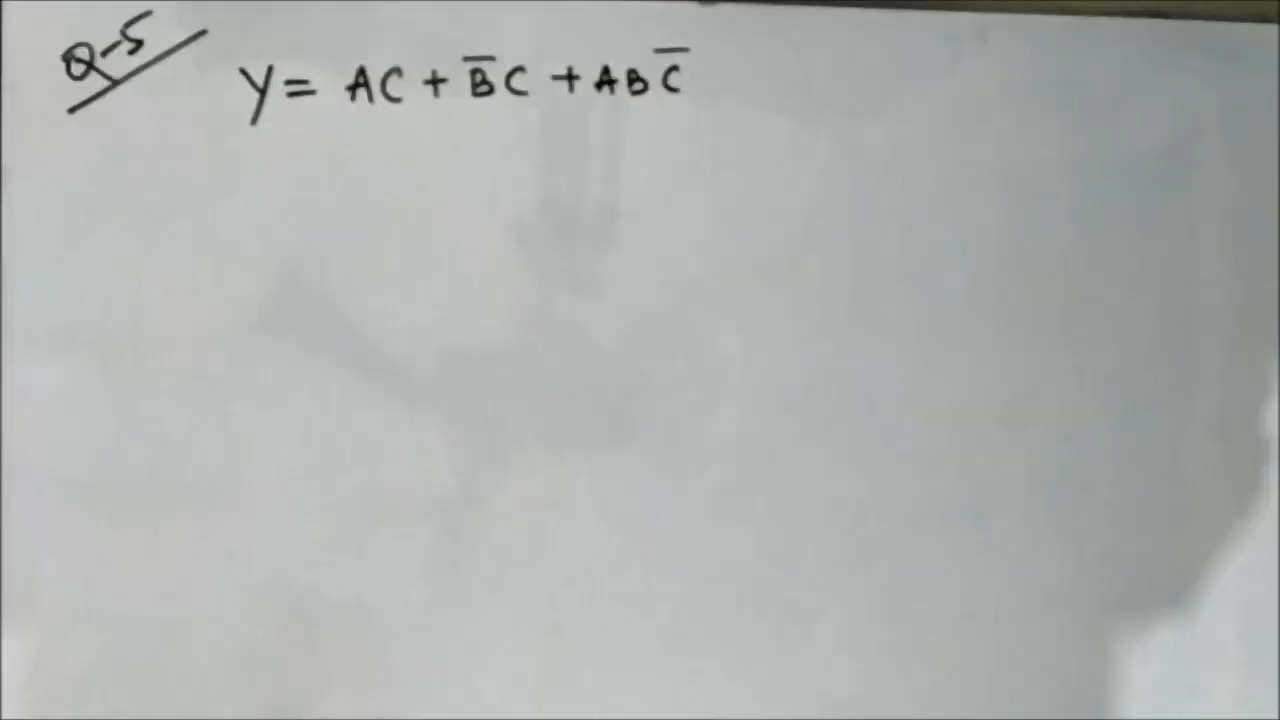 Q-5
Y = AC + B̅C + ABC̅